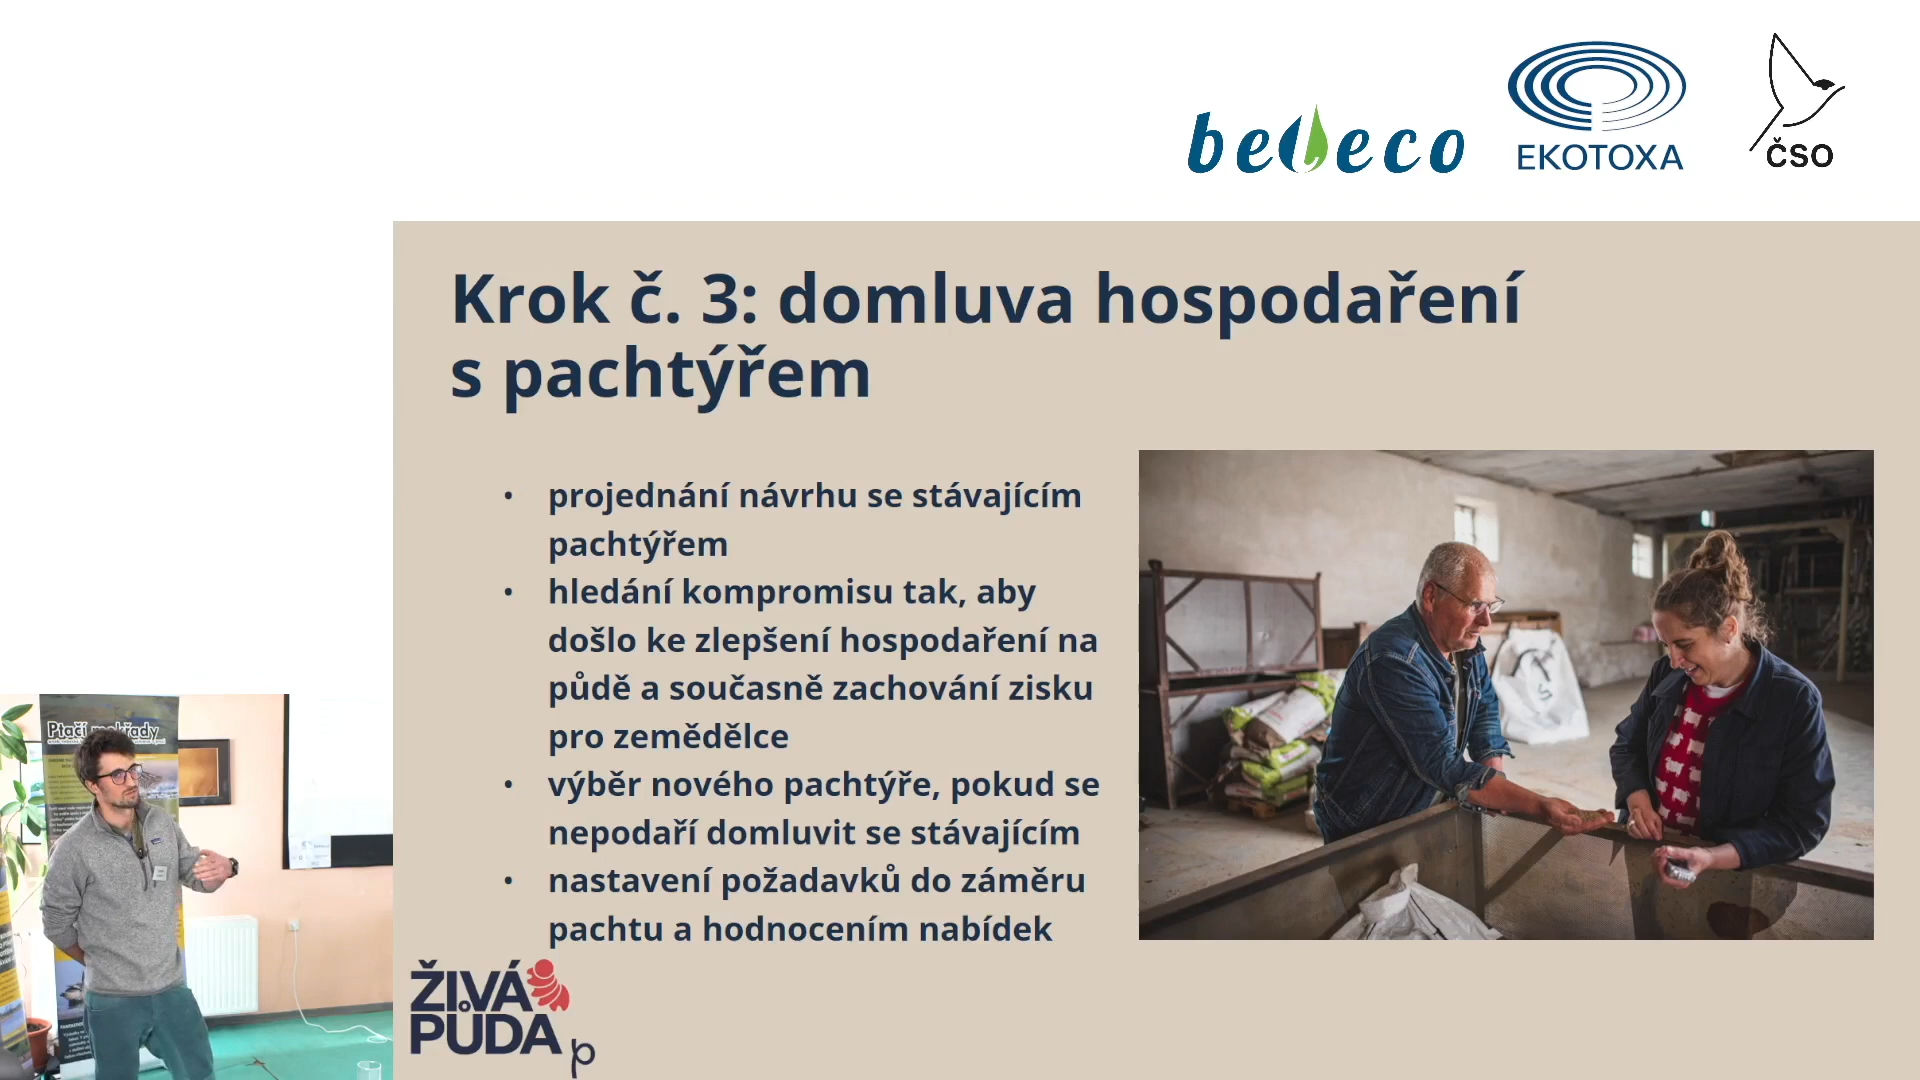 bedeco
EKOTOXA
ČSO
Krok č. 3: domluva hospodaření
s pachtýřem
• projednání návrhu se stávajícím
pachtýřem
• hledání kompromisu tak, aby
došlo ke zlepšení hospodaření na
půdě a současně zachování zisku
pro zemědělce
• výběr nového pachtýře, pokud se
nepodaří domluvit se stávajícím
• nastavení požadavků do záměru
pachtu a hodnocením nabídek
Ptačí mokřady
ŽIVÁ
PŮDA
p